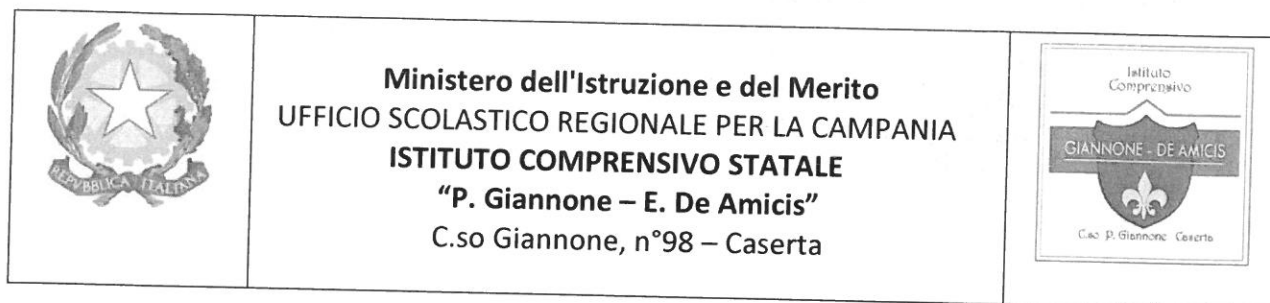 REPVBBLICA ITALIANA
Ministero dell'Istruzione e del Merito
UFFICIO SCOLASTICO REGIONALE PER LA CAMPANIA
ISTITUTO COMPRENSIVO STATALE
“P. Giannone – E. De Amicis”
C.so Giannone, n°98 – Caserta
Istituto
Comprensivo
GIANNONE - DE AMICIS
C.so P. Giannone Caserta